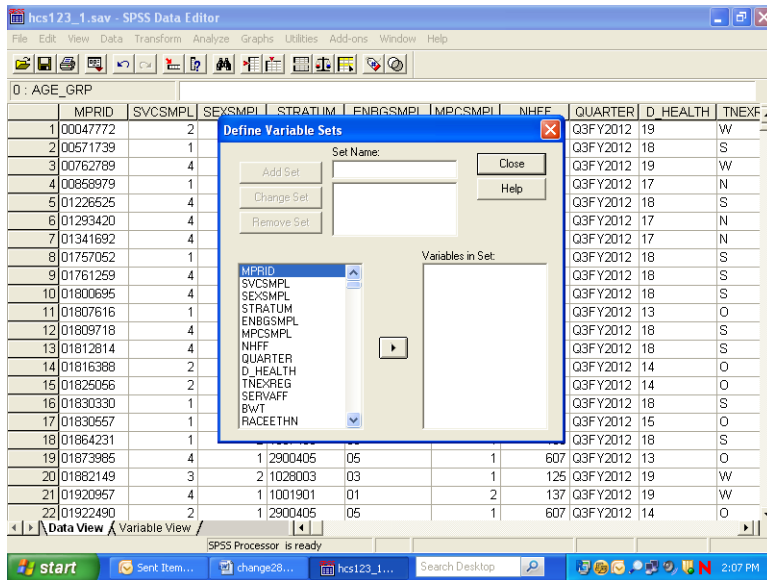 hcs123_1.sav - SPSS Data Editor
File Edit View Data Transform Analyze Graphs Utilities Add-ons Window Help
0 : AGE_GRP
MPRID SVCSMPL SEXSMPL STRATUM ENBGSMPL MPCSMPL NHFF QUARTER D_HEALTH TNEXF
1 00047772 2 Q3FY2012 19 W
2 00571739 1 Q3FY2012 18 S
3 00762789 4 Q3FY2012 19 W
4 00858979 1 Q3FY2012 17 N
5 01226525 4 Q3FY2012 18 S
6 01293420 4 Q3FY2012 17 N
7 01341692 4 Q3FY2012 17 N
8 01757052 1 Q3FY2012 18 S
9 01761259 4 Q3FY2012 18 S
10 01800695 4 Q3FY2012 18 S
11 01807616 1 Q3FY2012 13 O
12 01809718 4 Q3FY2012 18 S
13 01812814 4 Q3FY2012 18 S
14 01816388 2 Q3FY2012 14 O
15 01825056 2 Q3FY2012 14 O
16 01830330 1 Q3FY2012 18 S
17 01830557 1 Q3FY2012 15 O
18 01864231 1 Q3FY2012 18 S
19 01873985 4 1 2900405 05 1 607 Q3FY2012 13 O
20 01882149 3 2 1028003 03 1 125 Q3FY2012 19 W
21 01920957 4 1 1001901 01 2 137 Q3FY2012 19 W
22 01922490 2 1 2900405 05 1 607 Q3FY2012 14 O
Define Variable Sets
Set Name:
Add Set
Change Set
Remove Set
Close
Help
Variables in Set:
MPRID
SVCSMPL
SEXSMPL
STRATUM
ENBGSMPL
MPCSMPL
NHFF
QUARTER
D_HEALTH
TNEXREG
SERVAFF
BWT
RACEETHN
Data View Variable View
SPSS Processor is ready
start Sent Item... change28... hcs123_1... Search Desktop N 2:07 PM